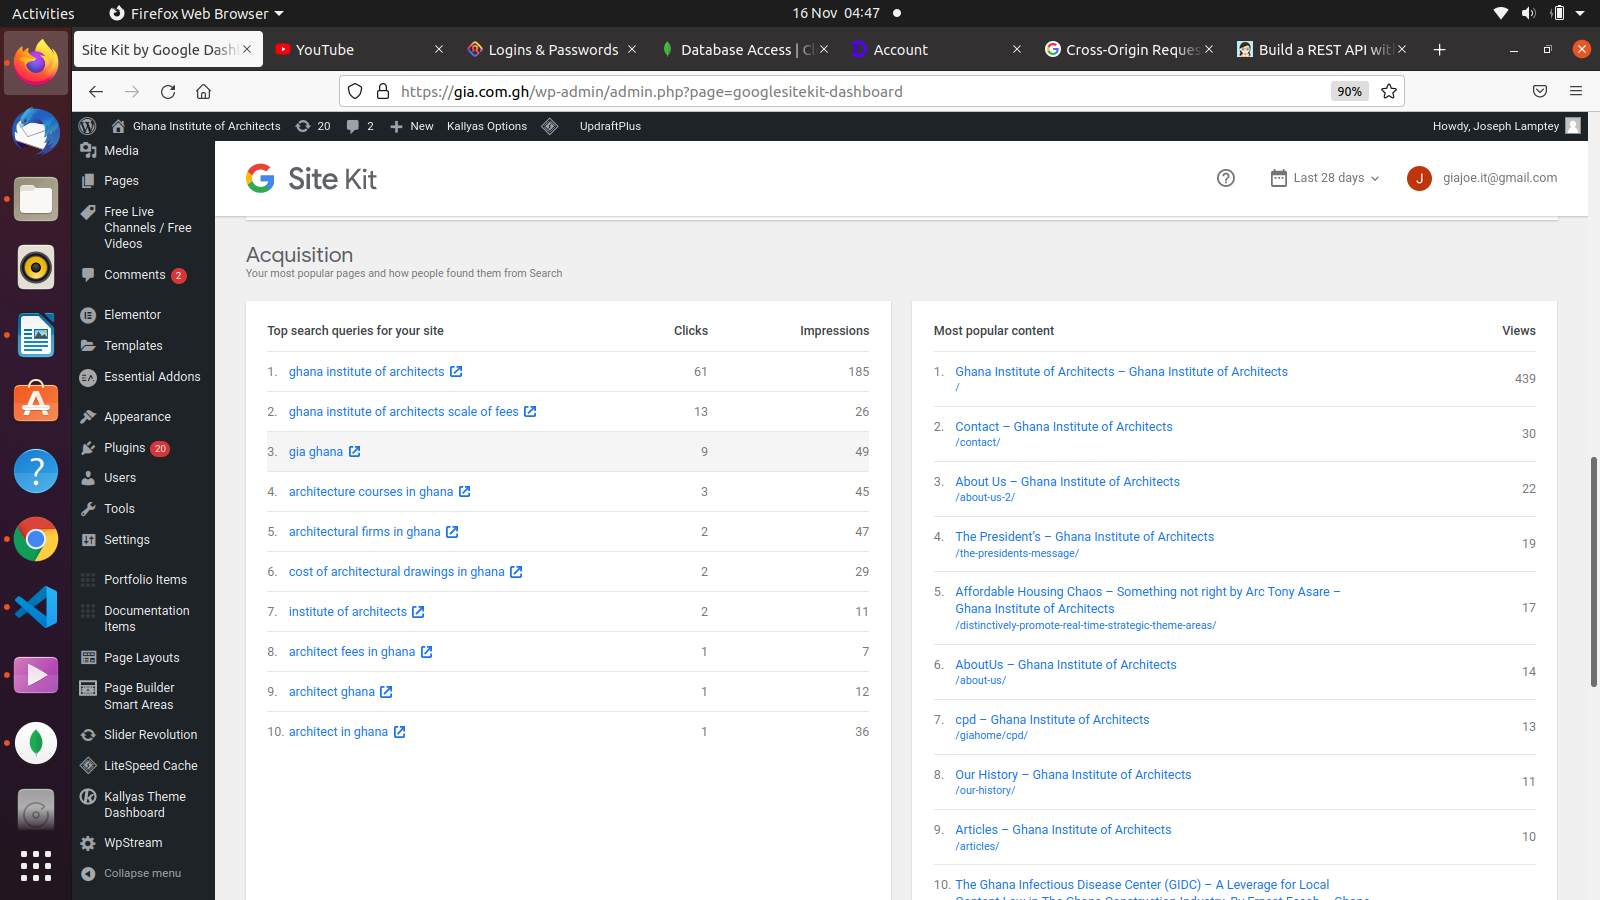 Activities
Firefox Web Browser
16 Nov 04:47
Site Kit by Google Dashb
YouTube
Logins & Passwords
Database Access | Cl
Account
Cross-Origin Reques
Build a REST API with
https://gia.com.gh/wp-admin/admin.php?page=googlesitekit-dashboard
90%
Ghana Institute of Architects
20
2
New
Kallyas Options
UpdraftPlus
Howdy, Joseph Lamptey
Media
Pages
Free Live
Channels / Free
Videos
Comments 2
Elementor
Templates
Essential Addons
Appearance
Plugins 20
Users
Tools
Settings
Portfolio Items
Documentation
Items
Page Layouts
Page Builder
Smart Areas
Slider Revolution
LiteSpeed Cache
Kallyas Theme
Dashboard
WpStream
Collapse menu
Site Kit
Last 28 days
J
giajoe.it@gmail.com
Acquisition
Your most popular pages and how people found them from Search
Top search queries for your site Clicks Impressions
1. ghana institute of architects 61 185
2. ghana institute of architects scale of fees 13 26
3. gia ghana 9 49
4. architecture courses in ghana 3 45
5. architectural firms in ghana 2 47
6. cost of architectural drawings in ghana 2 29
7. institute of architects 2 11
8. architect fees in ghana 1 7
9. architect ghana 1 12
10. architect in ghana 1 36
Most popular content Views
1. Ghana Institute of Architects – Ghana Institute of Architects 439
/
2. Contact – Ghana Institute of Architects 30
/contact/
3. About Us – Ghana Institute of Architects 22
/about-us-2/
4. The President's – Ghana Institute of Architects 19
/the-presidents-message/
5. Affordable Housing Chaos – Something not right by Arc Tony Asare –
Ghana Institute of Architects 17
/distinctively-promote-real-time-strategic-theme-areas/
6. AboutUs – Ghana Institute of Architects 14
/about-us/
7. cpd – Ghana Institute of Architects 13
/giahome/cpd/
8. Our History – Ghana Institute of Architects 11
/our-history/
9. Articles – Ghana Institute of Architects 10
/articles/
10. The Ghana Infectious Disease Center (GIDC) – A Leverage for Local